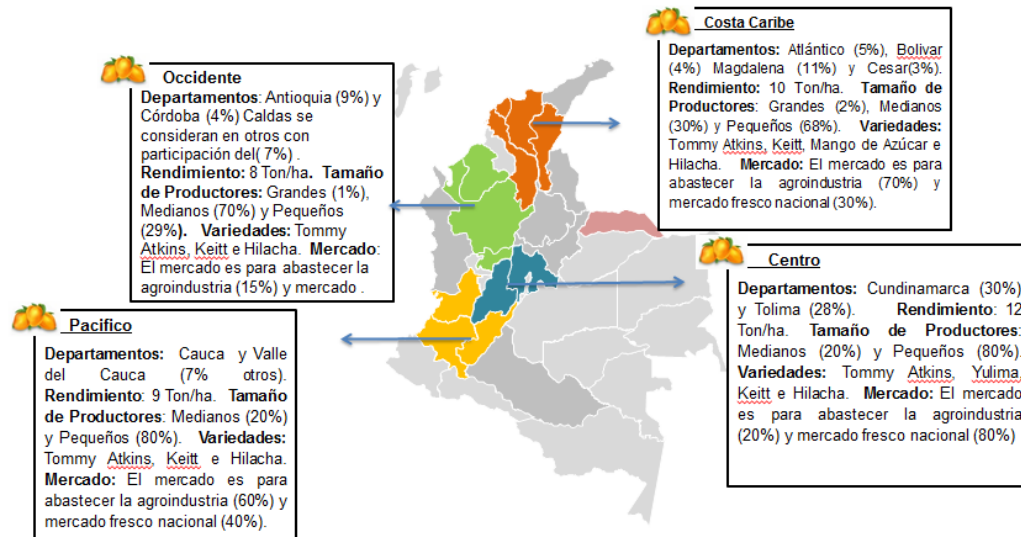 Costa Caribe
Departamentos: Atlántico (5%), Bolivar
(4%) Magdalena (11%) y Cesar(3%).
Rendimiento: 10 Ton/ha. Tamaño de
Productores: Grandes (2%), Medianos
(30%) y Pequeños (68%). Variedades:
Tommy Atkins, Keitt, Mango de Azúcar e
Hilacha. Mercado: El mercado es para
abastecer la agroindustria (70%) y
mercado fresco nacional (30%).
Occidente
Departamentos: Antioquia (9%) y
Córdoba (4%) Caldas se
consideran en otros con
participación del( 7%) .
Rendimiento: 8 Ton/ha. Tamaño
de Productores: Grandes (1%),
Medianos (70%) y Pequeños
(29%). Variedades: Tommy
Atkins, Keitt e Hilacha. Mercado:
El mercado es para abastecer la
agroindustria (15%) y mercado .
Centro
Departamentos: Cundinamarca (30%)
y Tolima (28%). Rendimiento: 12
Ton/ha. Tamaño de Productores:
Medianos (20%) y Pequeños (80%).
Variedades: Tommy Atkins, Yulima,
Keitt e Hilacha. Mercado: El mercado
es para abastecer la agroindustria
(20%) y mercado fresco nacional (80%)
Pacifico
Departamentos: Cauca y Valle
del Cauca (7% otros).
Rendimiento: 9 Ton/ha. Tamaño
de Productores: Medianos (20%)
y Pequeños (80%). Variedades:
Tommy Atkins, Keitt e Hilacha.
Mercado: El mercado es para
abastecer la agroindustria (60%) y
mercado fresco nacional (40%).